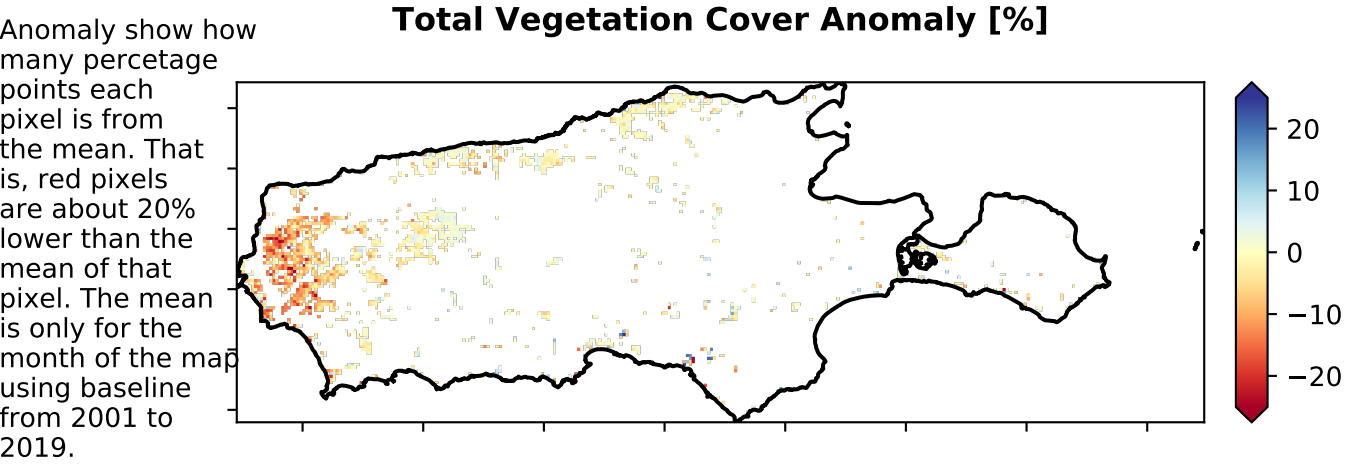 Total Vegetation Cover Anomaly [%]
Anomaly show how
many percetage
points each
pixel is from
the mean. That
is, red pixels
are about 20%
lower than the
mean of that
pixel. The mean
is only for the
month of the map
using baseline
from 2001 to
2019.
20
10
0
−10
−20